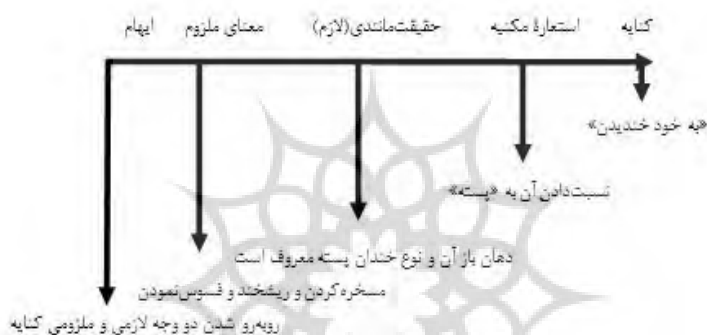 کنایه
استعارهٔ مکنیه
حقیقت‌مانندی(لازم)
معنای ملزوم
ایهام
«به خود خندیدن»
نسبت‌دادن آن به «پسته»
دهان باز آن و نوع خندان پسته معروف است
مسخره‌کردن و ریشخند و فسوس‌نمودن
روبه‌رو شدن دو وجه لازمی و ملزومی کنایه